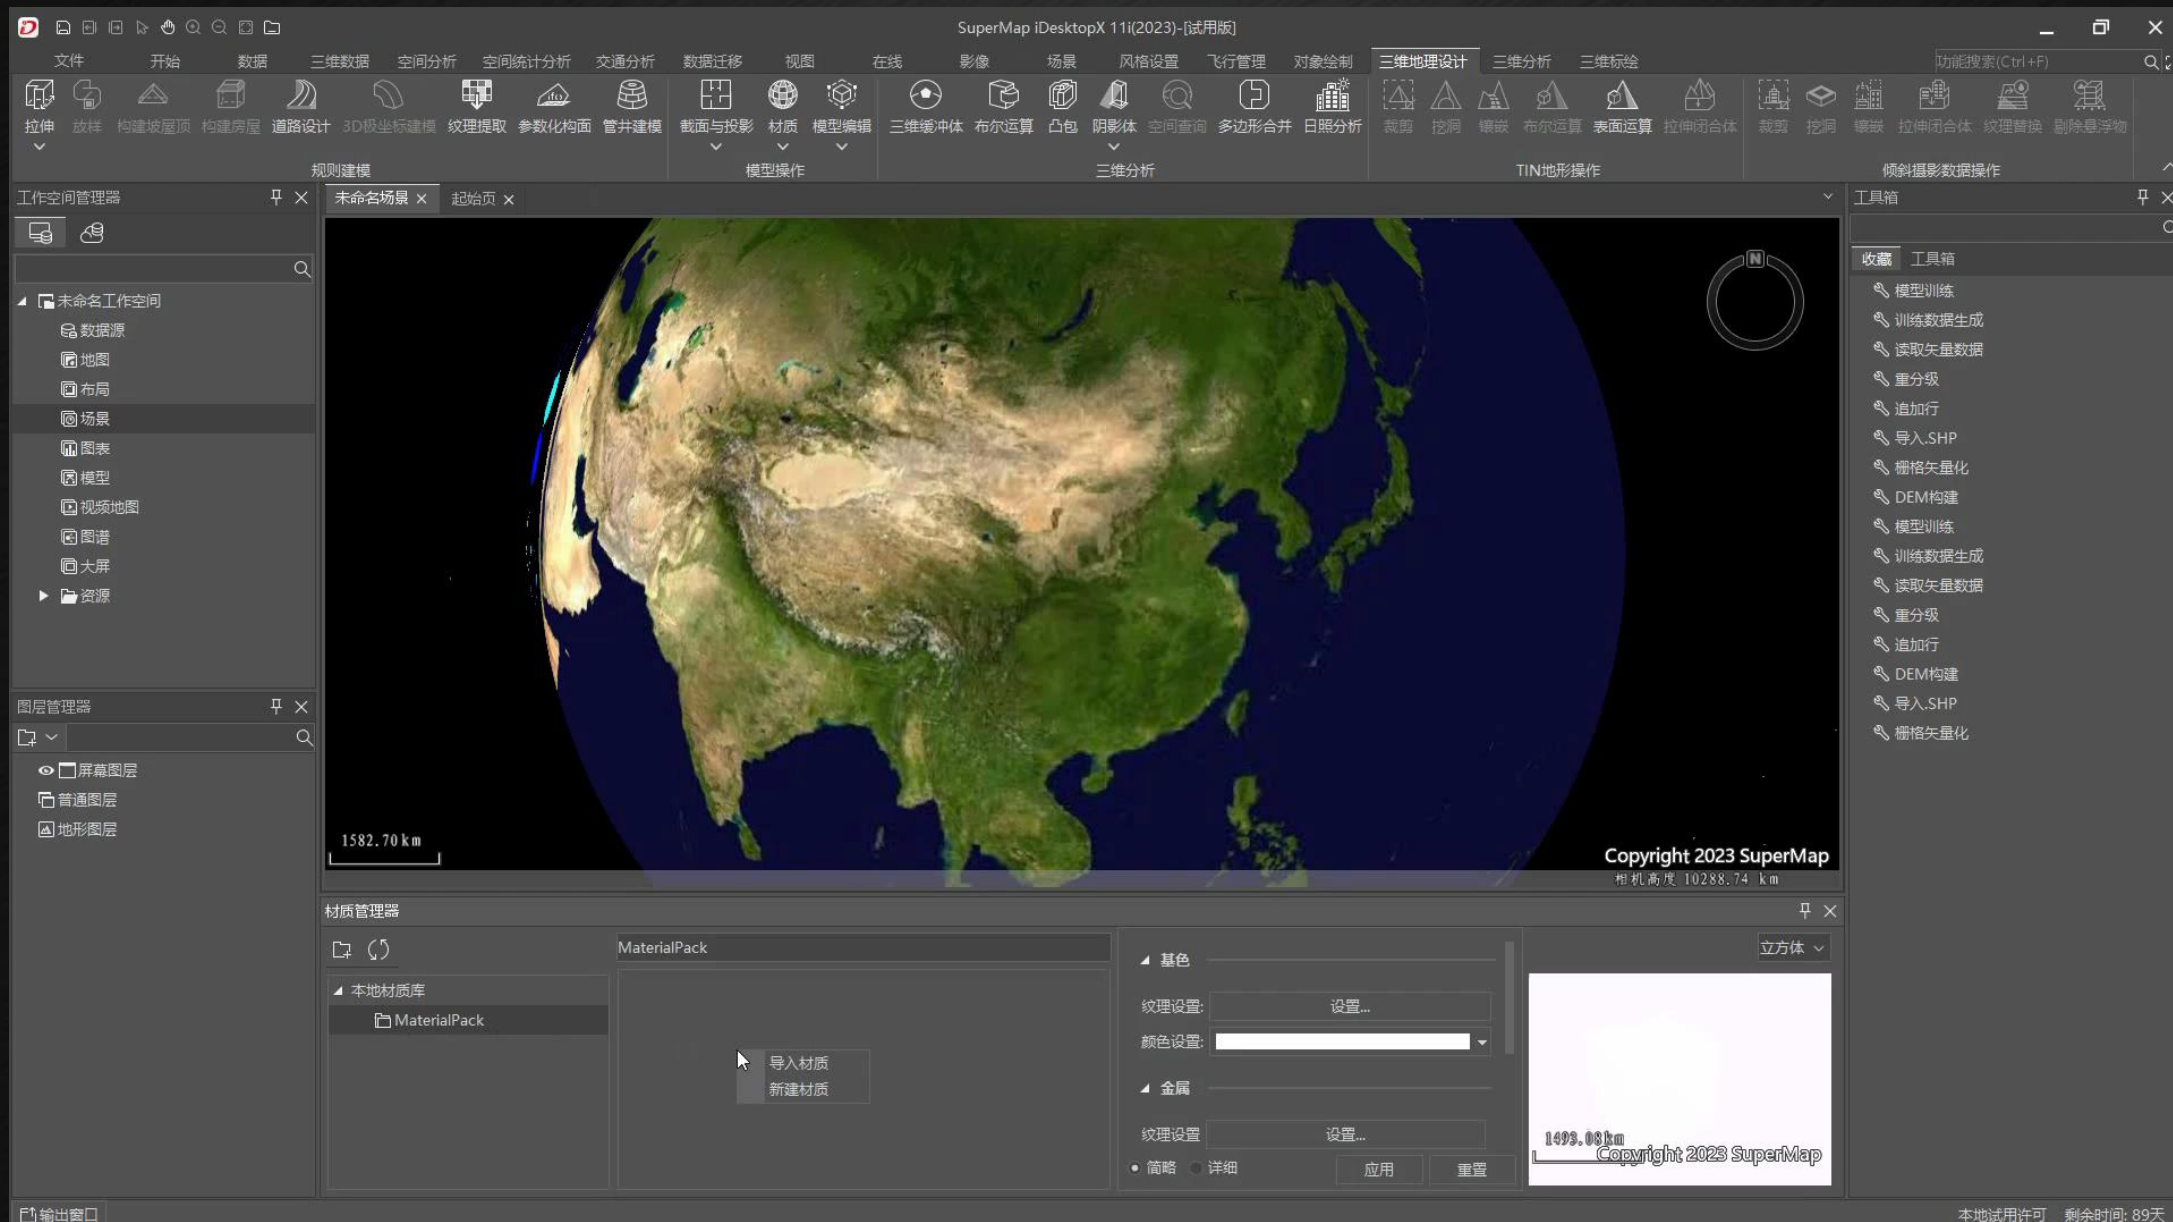 SuperMap iDesktopX 11i(2023)-[试用版]
文件 开始 数据 三维数据 空间分析 空间统计分析 交通分析 数据迁移 视图 在线 影像 场景 风格设置 飞行管理 对象绘制 三维地理设计 三维分析 三维标绘 功能搜索(Ctrl+F)
拉伸 放样 构建坡屋顶 构建房屋 道路设计 3D极坐标建模 纹理提取 参数化构面 管井建模 截面与投影 材质 模型编辑 三维缓冲体 布尔运算 凸包 阴影体 空间查询 多边形合并 日照分析 裁剪 挖洞 镶嵌 布尔运算 表面运算 拉伸闭合体 裁剪 挖洞 镶嵌 拉伸闭合体 纹理替换 剔除悬浮物
规则建模 模型操作 三维分析 TIN地形操作 倾斜摄影数据操作
工作空间管理器
未命名场景 起始页
工具箱
收藏 工具箱
未命名工作空间
数据源
地图
布局
场景
图表
模型
视频地图
图谱
大屏
资源
图层管理器
屏幕图层
普通图层
地形图层
N
1582.70km
Copyright 2023 SuperMap
相机高度 10288.74 km
模型训练
训练数据生成
读取矢量数据
重分级
追加行
导入.SHP
栅格矢量化
DEM构建
模型训练
训练数据生成
读取矢量数据
重分级
追加行
DEM构建
导入.SHP
栅格矢量化
材质管理器
MaterialPack
本地材质库
MaterialPack
导入材质
新建材质
基色
纹理设置: 设置...
颜色设置:
金属
纹理设置 设置...
简略 详细 应用 重置
立方体
1493.08km
Copyright 2023 SuperMap
输出窗口
本地试用许可 剩余时间: 89天